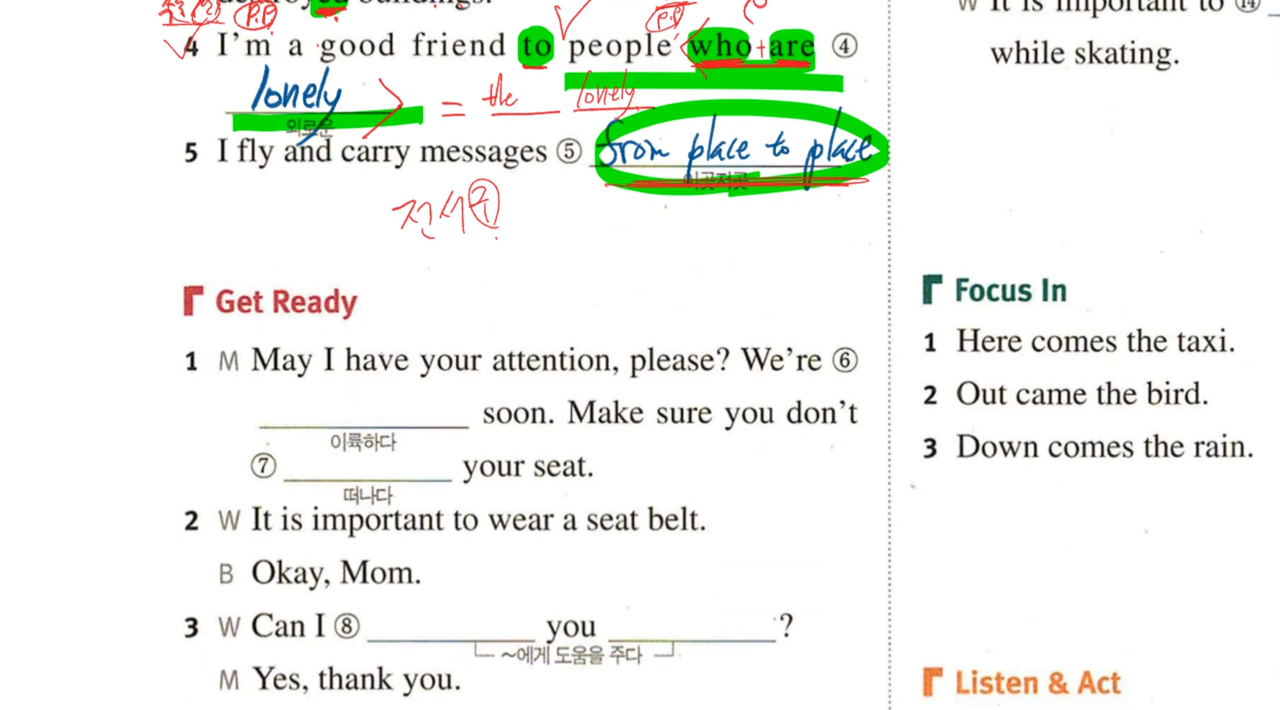 4 I'm a good friend to people who + are ④
lonely = the lonely
외로운
5 I fly and carry messages ⑤ from place to place
이곳저곳
전서구
Get Ready
1 M May I have your attention, please? We're ⑥
soon. Make sure you don't
이륙하다
⑦ your seat.
떠나다
2 W It is important to wear a seat belt.
B Okay, Mom.
3 W Can I ⑧ you ?
~에게 도움을 주다
M Yes, thank you.
while skating.
Focus In
1 Here comes the taxi.
2 Out came the bird.
3 Down comes the rain.
Listen & Act